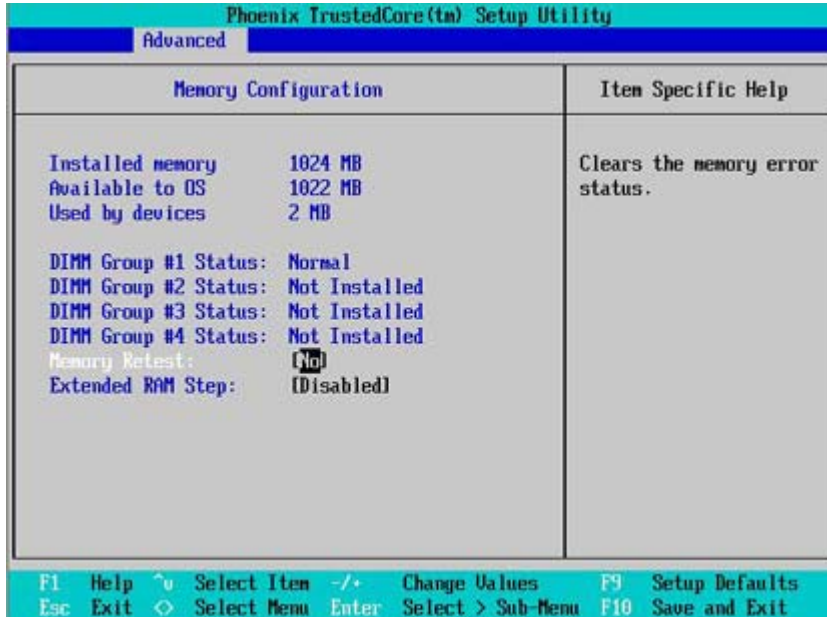 Phoenix TrustedCore(tm) Setup Utility
Advanced
Memory Configuration
Item Specific Help
Installed memory 1024 MB
Available to OS 1022 MB
Used by devices 2 MB
DIMM Group #1 Status: Normal
DIMM Group #2 Status: Not Installed
DIMM Group #3 Status: Not Installed
DIMM Group #4 Status: Not Installed
Memory Retest: [No]
Extended RAM Step: [Disabled]
Clears the memory error
status.
F1 Help ^v Select Item -/+ Change Values F9 Setup Defaults
Esc Exit <> Select Menu Enter Select > Sub-Menu F10 Save and Exit